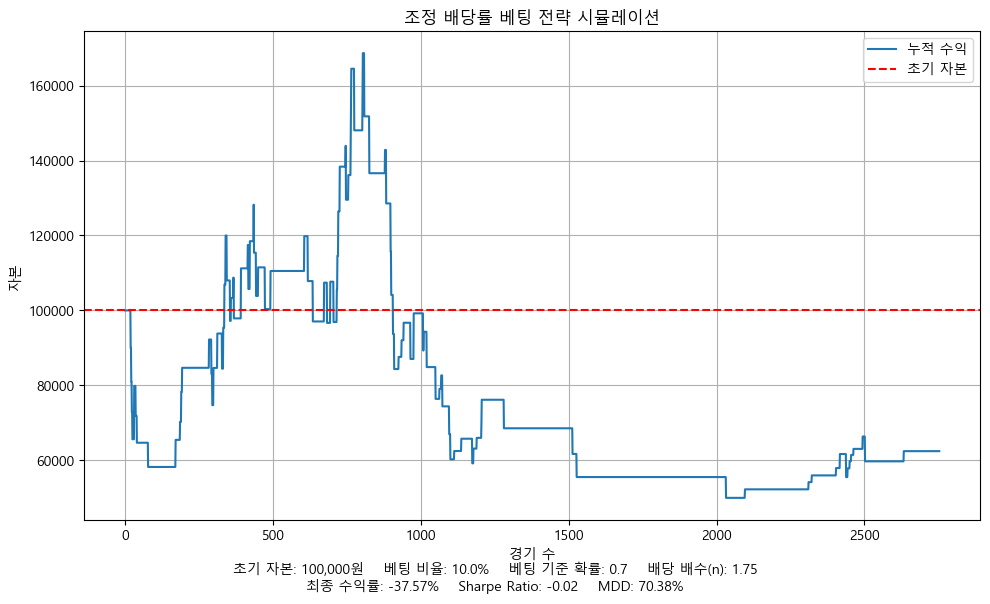 조정 배당률 베팅 전략 시뮬레이션
누적 수익
초기 자본
자본
160000
140000
120000
100000
80000
60000
0 500 1000 1500 2000 2500
경기 수
초기 자본: 100,000원 베팅 비율: 10.0% 베팅 기준 확률: 0.7 배당 배수(n): 1.75
최종 수익률: -37.57% Sharpe Ratio: -0.02 MDD: 70.38%